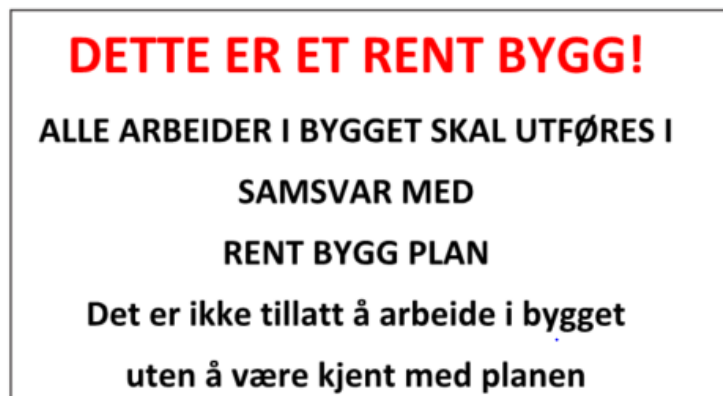 DETTE ER ET RENT BYGG!
ALLE ARBEIDER I BYGGET SKAL UTFØRES I
SAMSVAR MED
RENT BYGG PLAN
Det er ikke tillatt å arbeide i bygget
uten å være kjent med planen